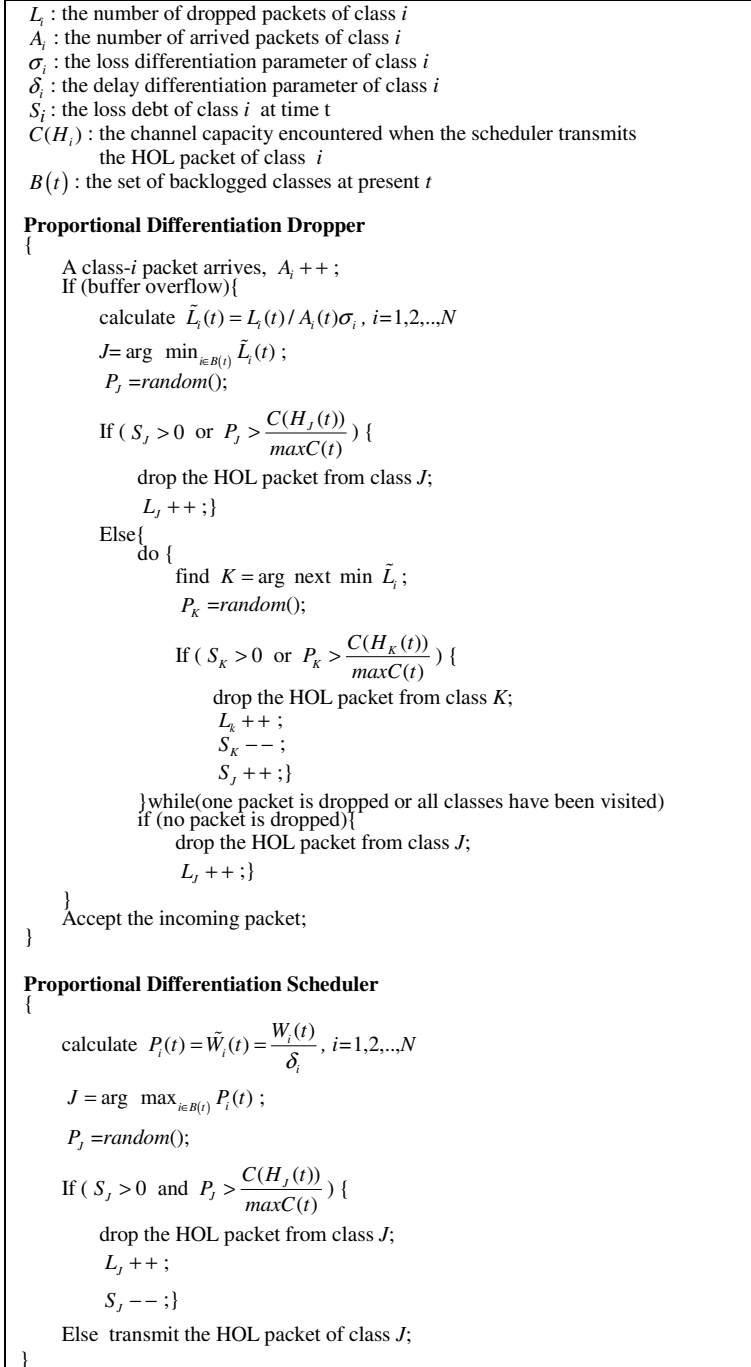 L_i : the number of dropped packets of class i
A_i : the number of arrived packets of class i
σ_i : the loss differentiation parameter of class i
δ_i : the delay differentiation parameter of class i
S_i : the loss debt of class i at time t
C(H_i) : the channel capacity encountered when the scheduler transmits
the HOL packet of class i
B(t) : the set of backlogged classes at present t
Proportional Differentiation Dropper
{
A class-i packet arrives, A_i ++ ;
If (buffer overflow){
calculate L̃_i(t) = L_i(t) / A_i(t)σ_i , i=1,2,..,N
J= arg min_{i∈B(t)} L̃_i(t) ;
P_J =random();
If ( S_J > 0 or P_J > C(H_J(t)) / maxC(t) ) {
drop the HOL packet from class J;
L_J ++ ;}
Else{
do {
find K = arg next min L̃_i ;
P_K =random();
If ( S_K > 0 or P_K > C(H_K(t)) / maxC(t) ) {
drop the HOL packet from class K;
L_k ++ ;
S_K −− ;
S_J ++ ;}
}while(one packet is dropped or all classes have been visited)
if (no packet is dropped){
drop the HOL packet from class J;
L_J ++ ;}
}
Accept the incoming packet;
}
Proportional Differentiation Scheduler
{
calculate P_i(t) = W̃_i(t) = W_i(t) / δ_i , i=1,2,..,N
J = arg max_{i∈B(t)} P_i(t) ;
P_J =random();
If ( S_J > 0 and P_J > C(H_J(t)) / maxC(t) ) {
drop the HOL packet from class J;
L_J ++ ;
S_J −− ;}
Else transmit the HOL packet of class J;
}